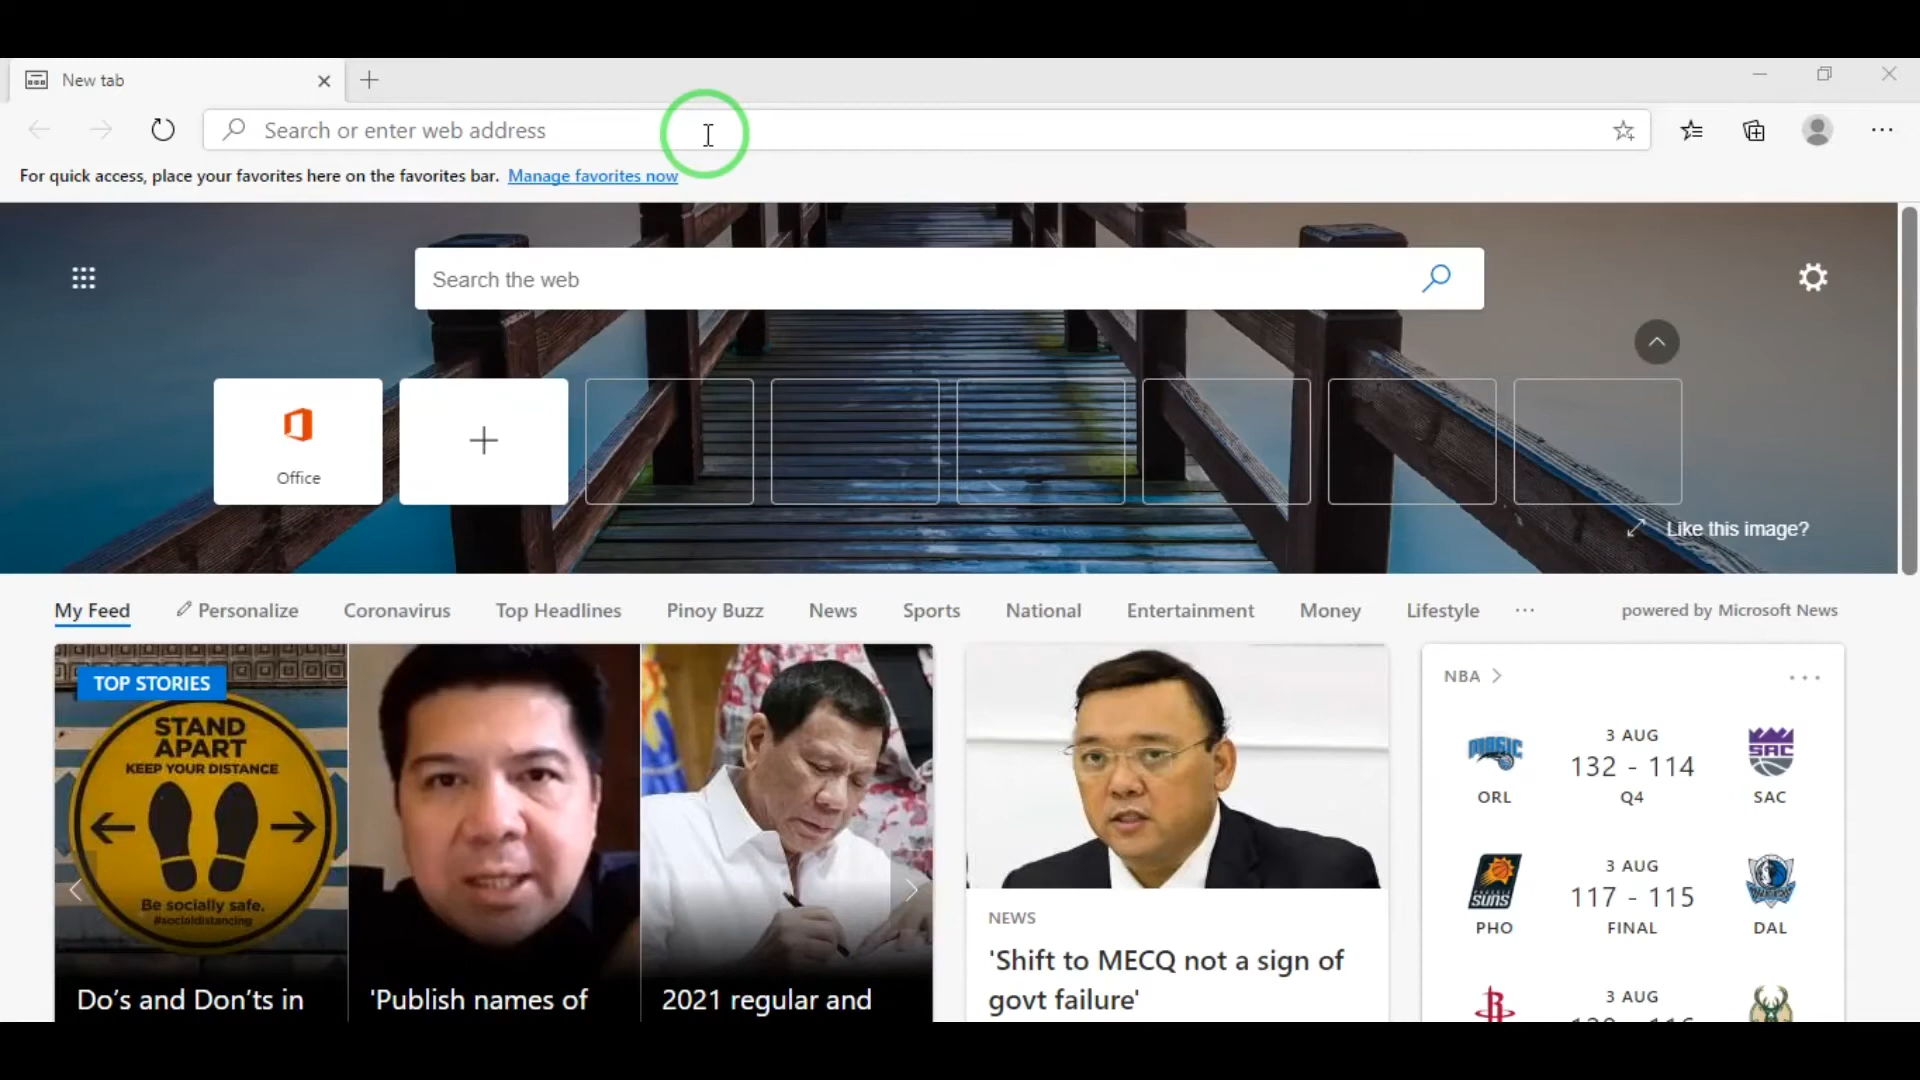 New tab
Search or enter web address
For quick access, place your favorites here on the favorites bar. Manage favorites now
Search the web
Office
Like this image?
My Feed Personalize Coronavirus Top Headlines Pinoy Buzz News Sports National Entertainment Money Lifestyle ... powered by Microsoft News
TOP STORIES
STAND
APART
KEEP YOUR DISTANCE
Be socially safe.
#socialdistancing
Do's and Don'ts in
'Publish names of
2021 regular and
NEWS
'Shift to MECQ not a sign of
govt failure'
NBA
MAGIC
3 AUG
SAC
132 - 114
ORL Q4 SAC
SUNS
3 AUG
117 - 115
PHO FINAL DAL
3 AUG